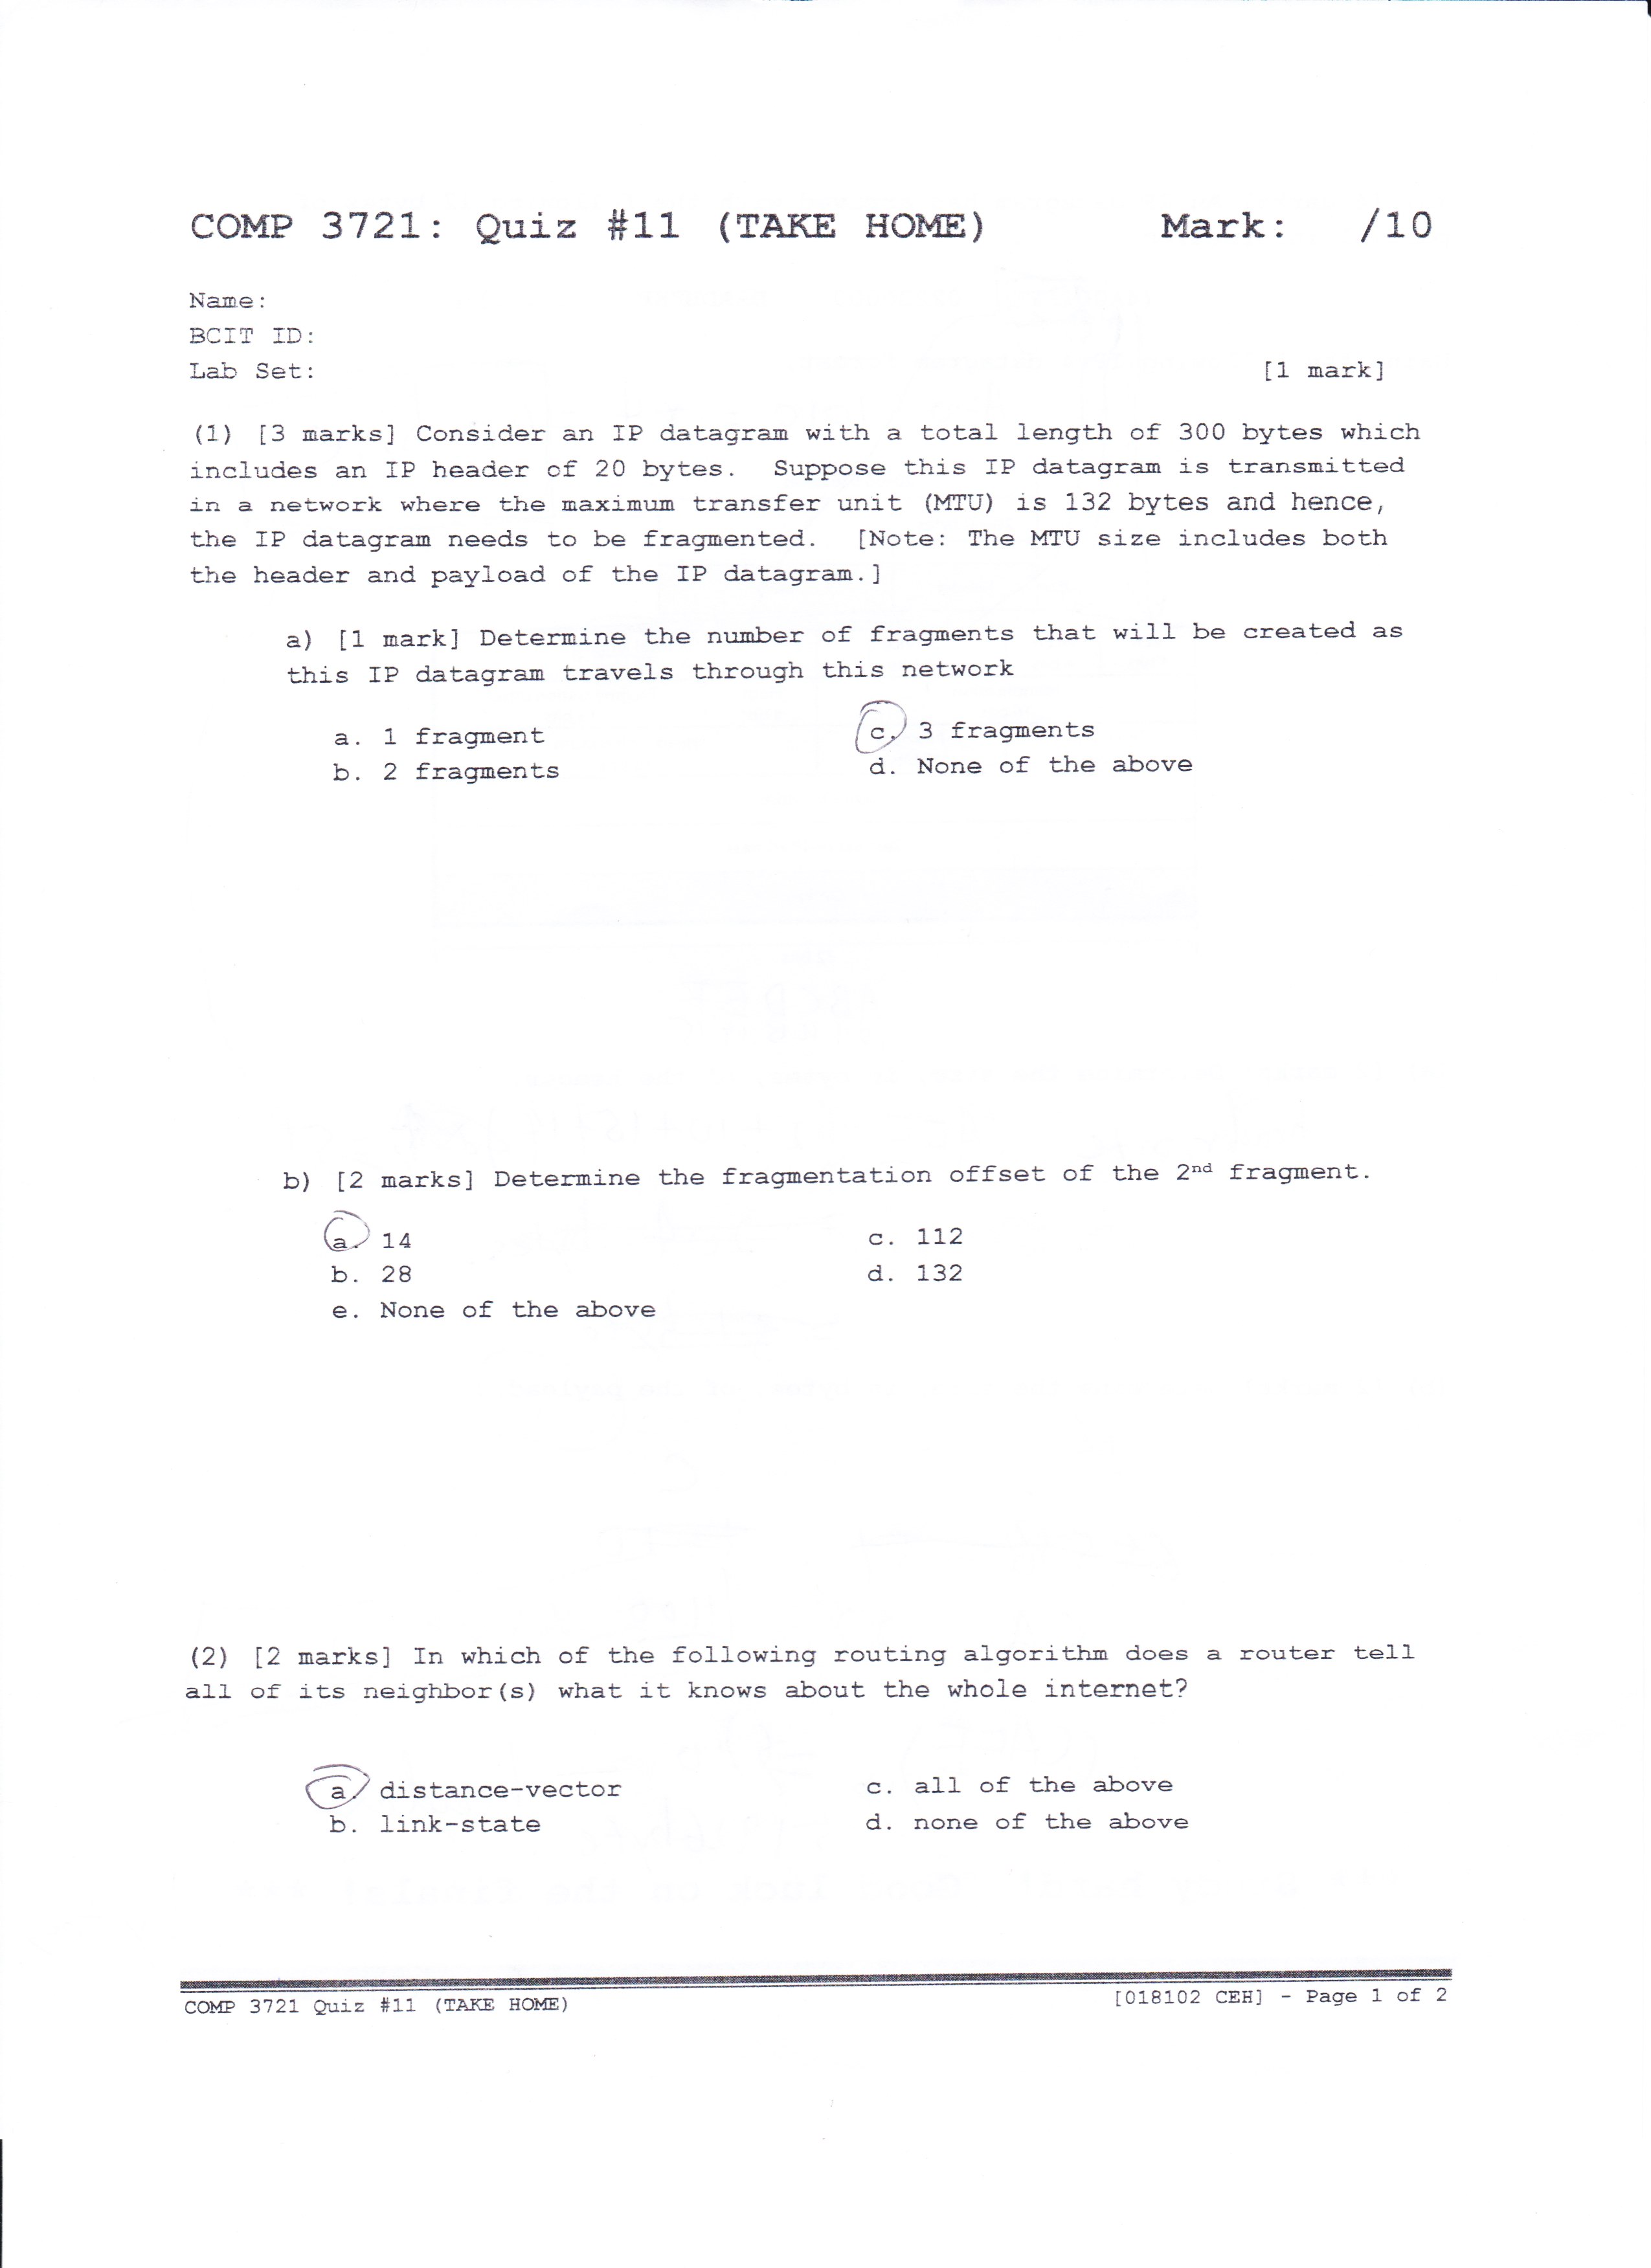 COMP 3721: Quiz #11 (TAKE HOME) Mark: /10
Name:
BCIT ID:
Lab Set: [1 mark]
(1) [3 marks] Consider an IP datagram with a total length of 300 bytes which
includes an IP header of 20 bytes. Suppose this IP datagram is transmitted
in a network where the maximum transfer unit (MTU) is 132 bytes and hence,
the IP datagram needs to be fragmented. [Note: The MTU size includes both
the header and payload of the IP datagram.]
a) [1 mark] Determine the number of fragments that will be created as
this IP datagram travels through this network
a. 1 fragment c. 3 fragments
b. 2 fragments d. None of the above
b) [2 marks] Determine the fragmentation offset of the 2nd fragment.
a. 14 c. 112
b. 28 d. 132
e. None of the above
(2) [2 marks] In which of the following routing algorithm does a router tell
all of its neighbor(s) what it knows about the whole internet?
a. distance-vector c. all of the above
b. link-state d. none of the above
COMP 3721 Quiz #11 (TAKE HOME) [018102 CEH] - Page 1 of 2